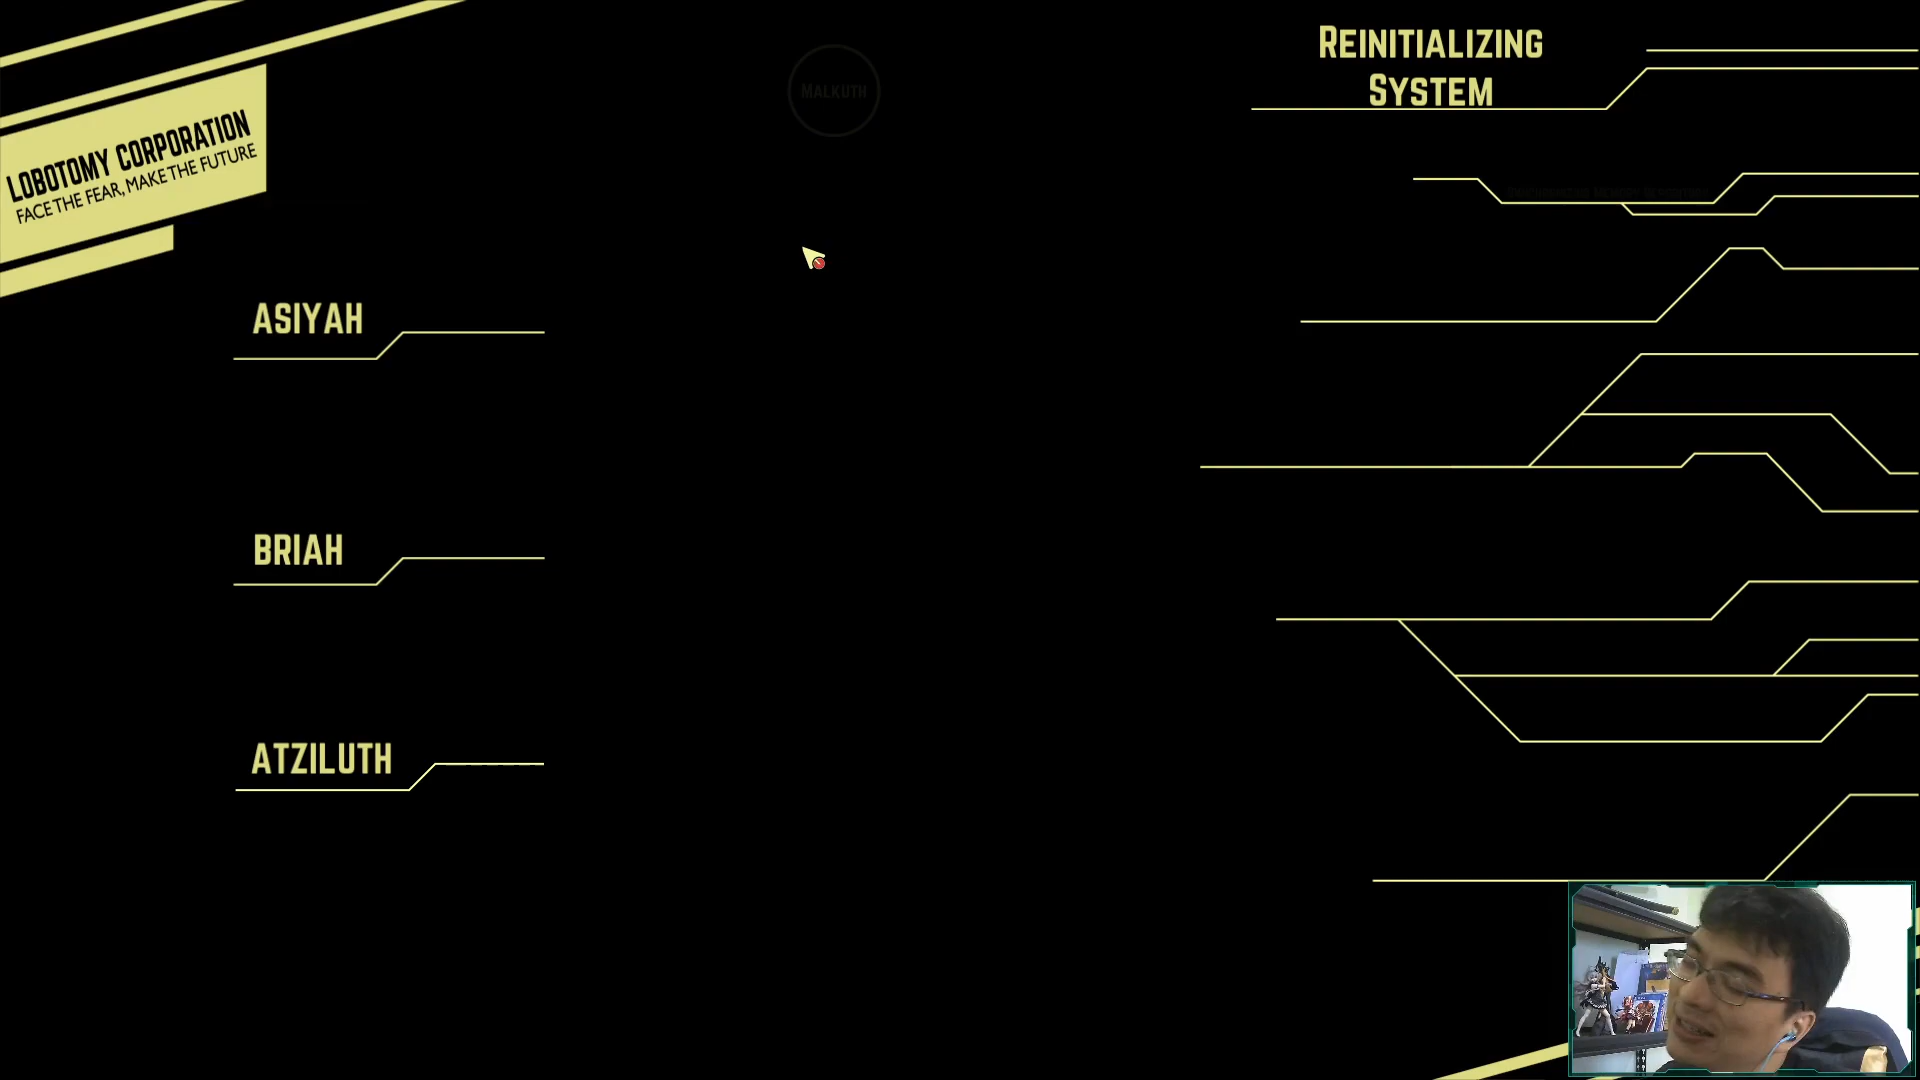 LOBOTOMY CORPORATION
FACE THE FEAR, MAKE THE FUTURE
MALKUTH
REINITIALIZING
SYSTEM
ASIYAH
BRIAH
ATZILUTH